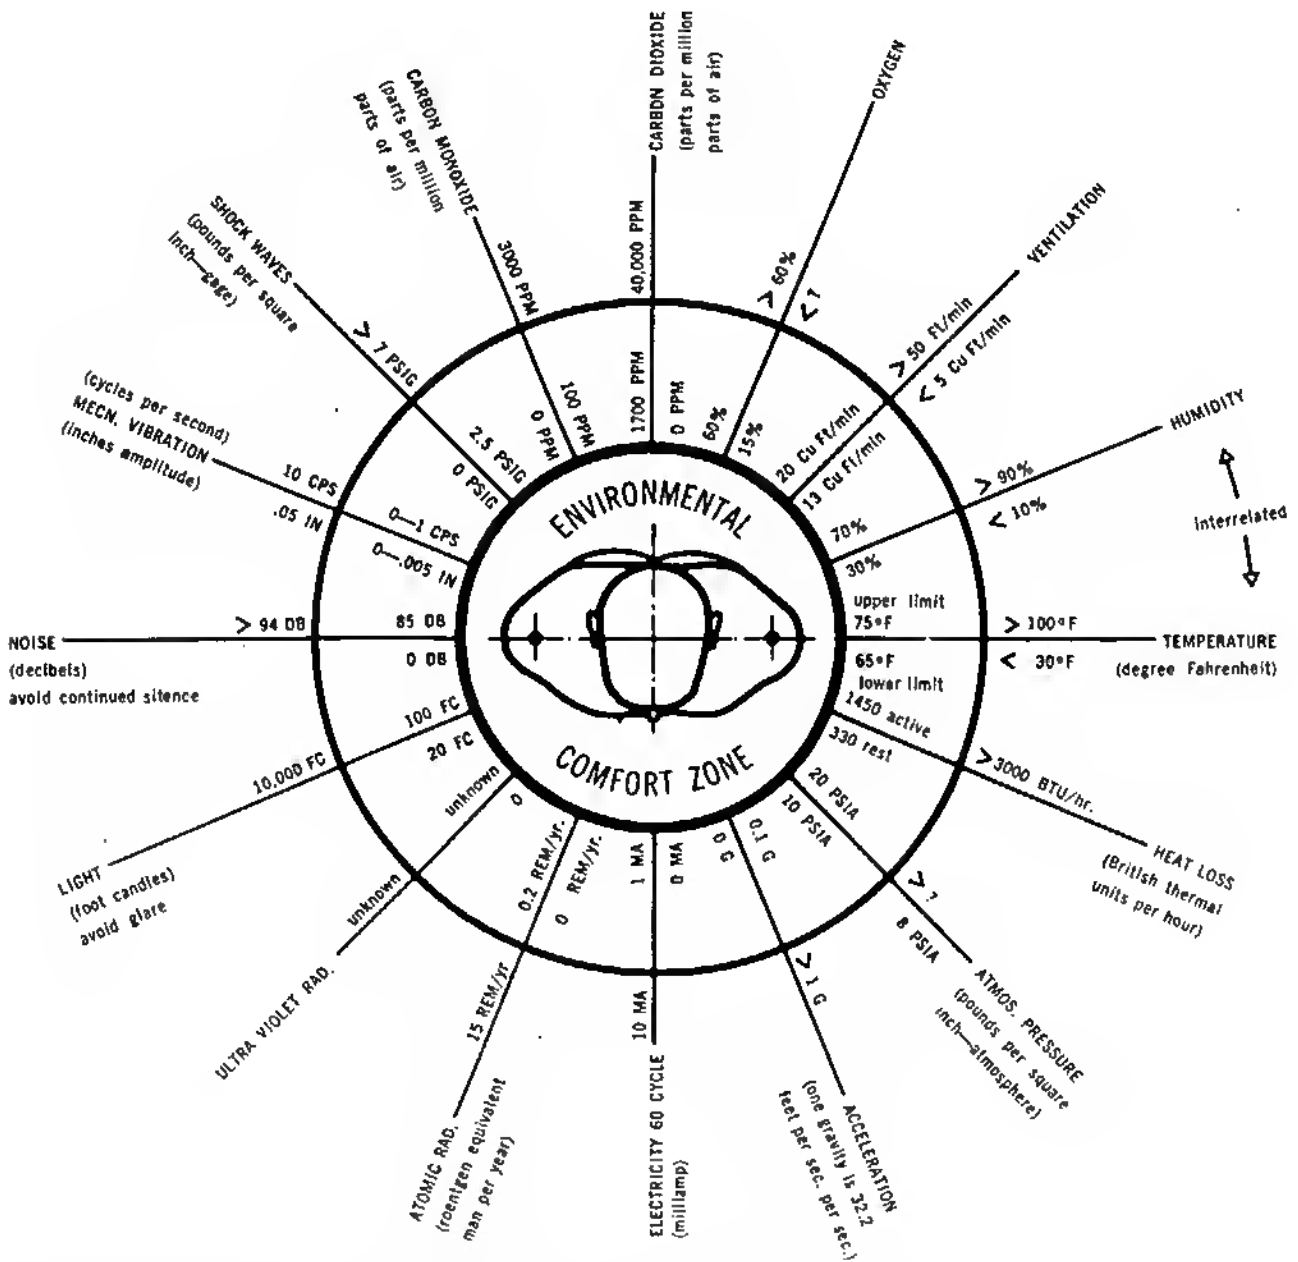 CARBON DIOXIDE
(parts per million
parts of air)
40,000 PPM
1700 PPM
0 PPM
OXYGEN
> 60%
< ?
60%
15%
VENTILATION
> 50 Ft/min
< 5 Cu Ft/min
20 Cu Ft/min
13 Cu Ft/min
HUMIDITY
> 90%
< 10%
70%
30%
Interrelated
TEMPERATURE
(degree Fahrenheit)
> 100°F
< 30°F
upper limit
75°F
65°F
lower limit
HEAT LOSS
(British thermal
units per hour)
>3000 BTU/hr.
1450 active
330 rest
ATMOS. PRESSURE
(pounds per square
inch—atmosphere)
> ?
8 PSIA
20 PSIA
10 PSIA
ACCELERATION
(one gravity is 32.2
feet per sec. per sec.)
> 1 G
0.1 G
0 G
ELECTRICITY 60 CYCLE
(milliamp)
10 MA
1 MA
0 MA
ATOMIC RAD.
(roentgen equivalent
man per year)
15 REM/yr
0.2 REM/yr.
0 REM/yr.
ULTRA VIOLET RAD.
unknown
unknown
0
LIGHT
(foot candles)
avoid glare
10,000 FC
100 FC
20 FC
NOISE
(decibels)
avoid continued silence
> 94 DB
85 DB
0 DB
(cycles per second)
MECN. VIBRATION
(inches amplitude)
10 CPS
.05 IN
0—1 CPS
0—.005 IN
SHOCK WAVES
(pounds per square
inch—gage)
> 7 PSIG
2.5 PSIG
0 PSIG
CARBON MONOXIDE
(parts per million
parts of air)
3000 PPM
100 PPM
0 PPM
ENVIRONMENTAL
COMFORT ZONE